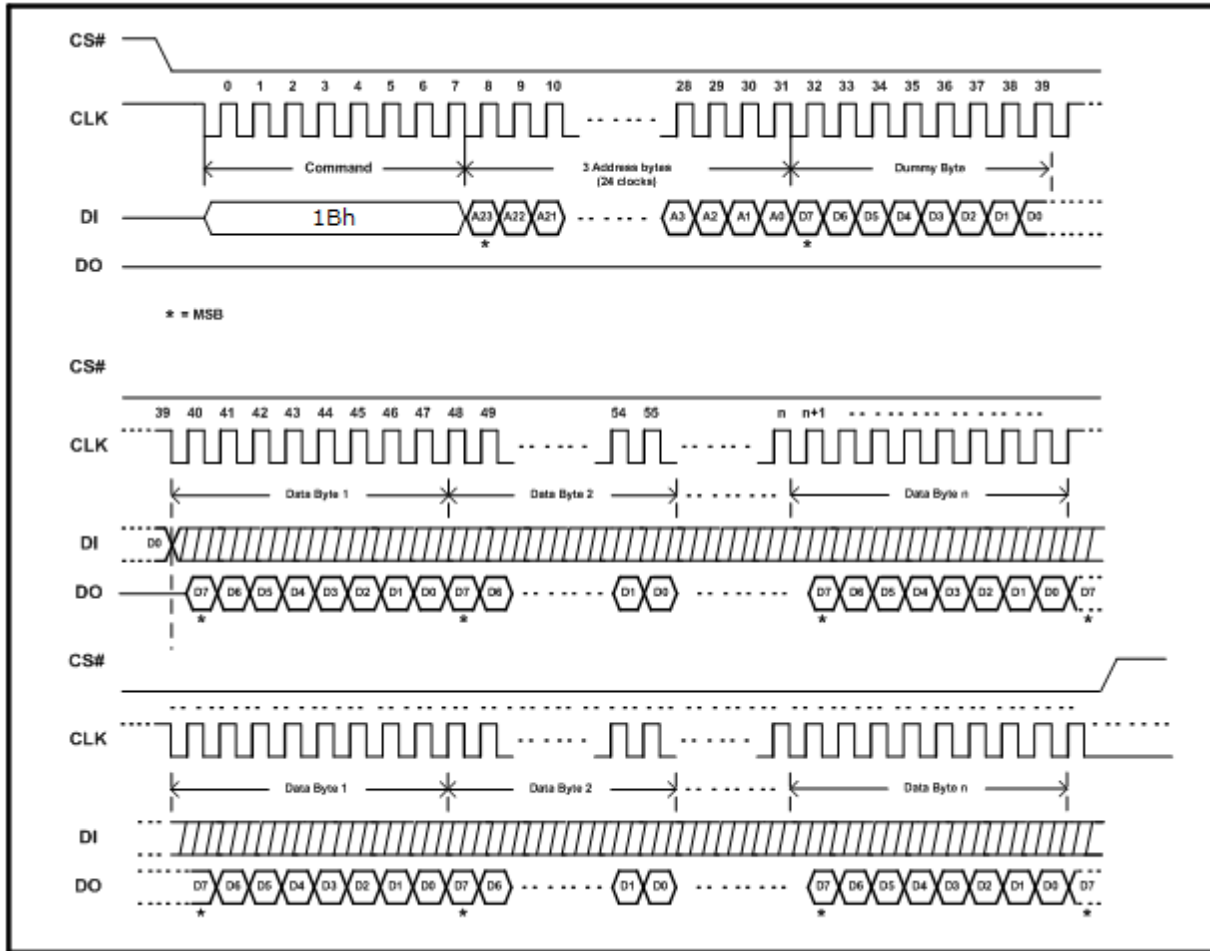 CS#
0 1 2 3 4 5 6 7 8 9 10 28 29 30 31 32 33 34 35 36 37 38 39
CLK
Command 3 Address bytes Dummy Byte
(24 clocks)
DI 1Bh A23 A22 A21 A3 A2 A1 A0 D7 D6 D5 D4 D3 D2 D1 D0
* *
DO
* = MSB
CS#
39 40 41 42 43 44 45 46 47 48 49 54 55 n n+1
CLK
Data Byte 1 Data Byte 2 Data Byte n
DI D0
DO D7 D6 D5 D4 D3 D2 D1 D0 D7 D6 D1 D0 D7 D6 D5 D4 D3 D2 D1 D0 D7
* * * *
CS#
CLK
Data Byte 1 Data Byte 2 Data Byte n
DI
DO D7 D6 D5 D4 D3 D2 D1 D0 D7 D6 D1 D0 D7 D6 D5 D4 D3 D2 D1 D0 D7
* * * *